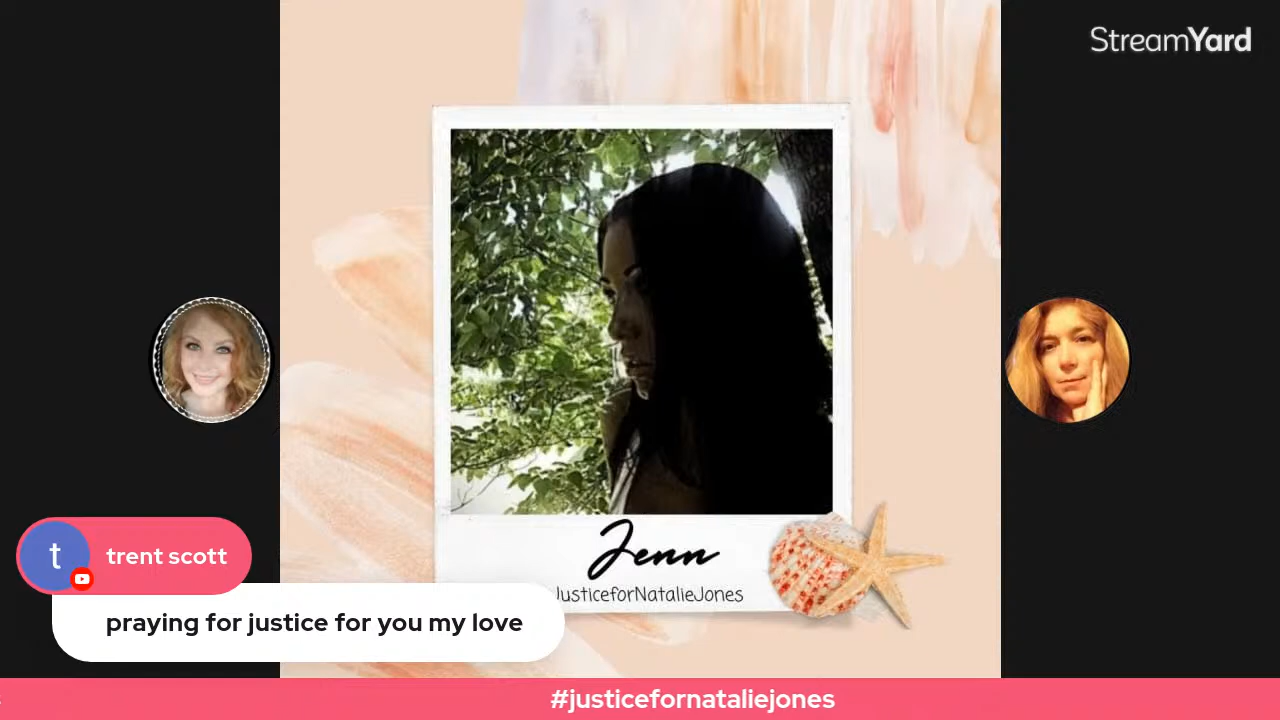 StreamYard
Jenn
JusticeforNatalieJones
t
trent scott
praying for justice for you my love
#justicefornataliejones